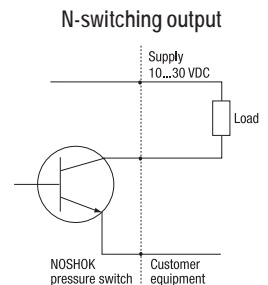 N-switching output
Supply
10...30 VDC
Load
NOSHOK
pressure switch
Customer
equipment